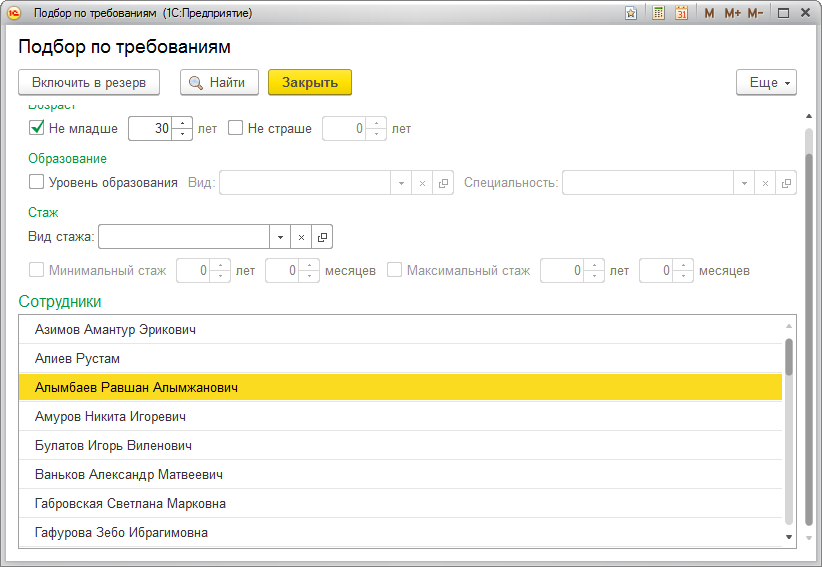 Подбор по требованиям (1С:Предприятие) M M+ M-
Подбор по требованиям
Включить в резерв Найти Закрыть Еще
Возраст
Не младше 30 лет Не страше 0 лет
Образование
Уровень образования Вид: Специальность:
Стаж
Вид стажа:
Минимальный стаж 0 лет 0 месяцев Максимальный стаж 0 лет 0 месяцев
Сотрудники
Азимов Амантур Эрикович
Алиев Рустам
Алымбаев Равшан Алымжанович
Амуров Никита Игоревич
Булатов Игорь Виленович
Ваньков Александр Матвеевич
Габровская Светлана Марковна
Гафурова Зебо Ибрагимовна